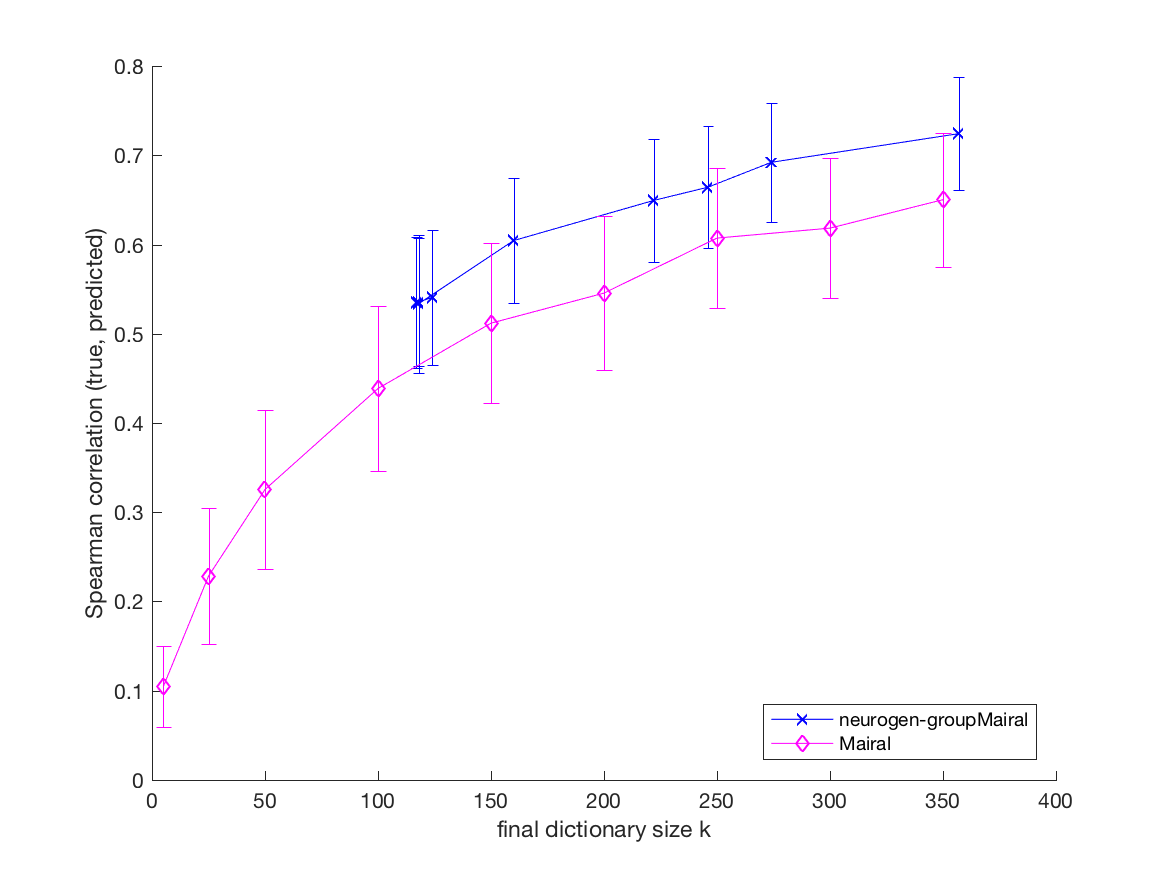 Spearman correlation (true, predicted)
0.8
0.7
0.6
0.5
0.4
0.3
0.2
0.1
0
0 50 100 150 200 250 300 350 400
final dictionary size k
neurogen-groupMairal
Mairal